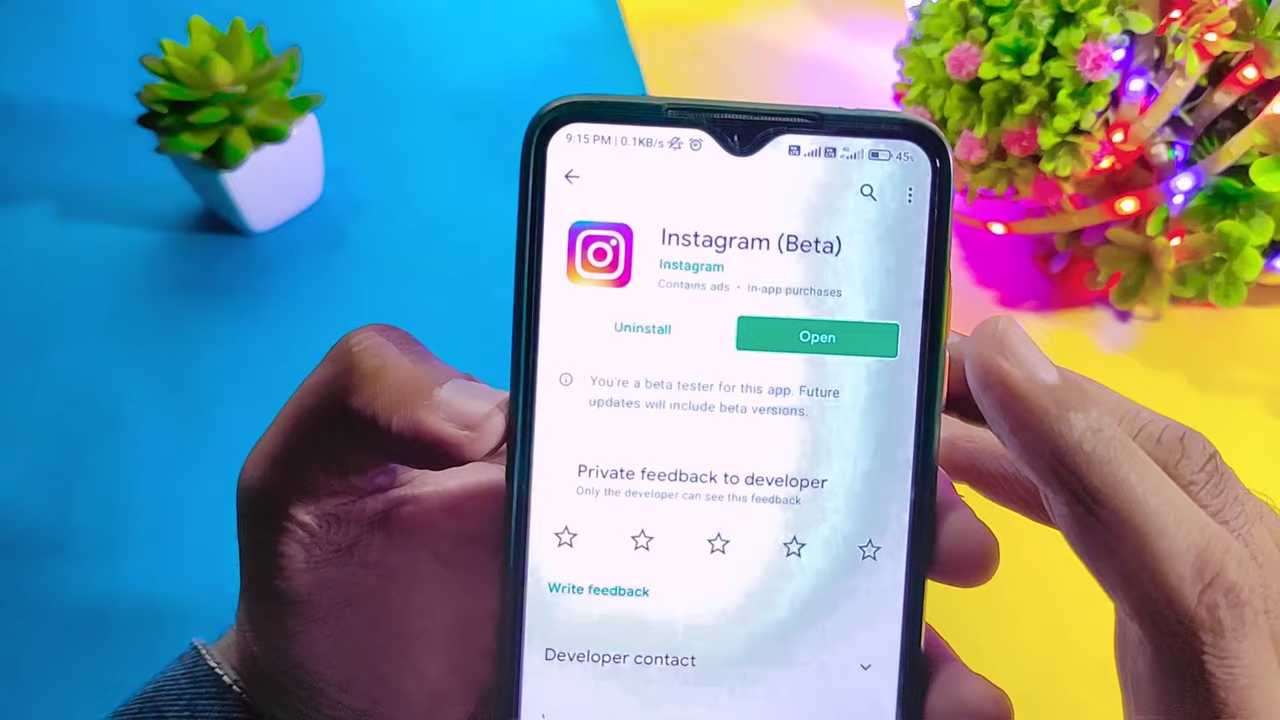 9:15 PM | 0.1KB/s
45%
Instagram (Beta)
Instagram
Contains ads • In-app purchases
Uninstall
Open
You're a beta tester for this app. Future
updates will include beta versions.
Private feedback to developer
Only the developer can see this feedback
Write feedback
Developer contact